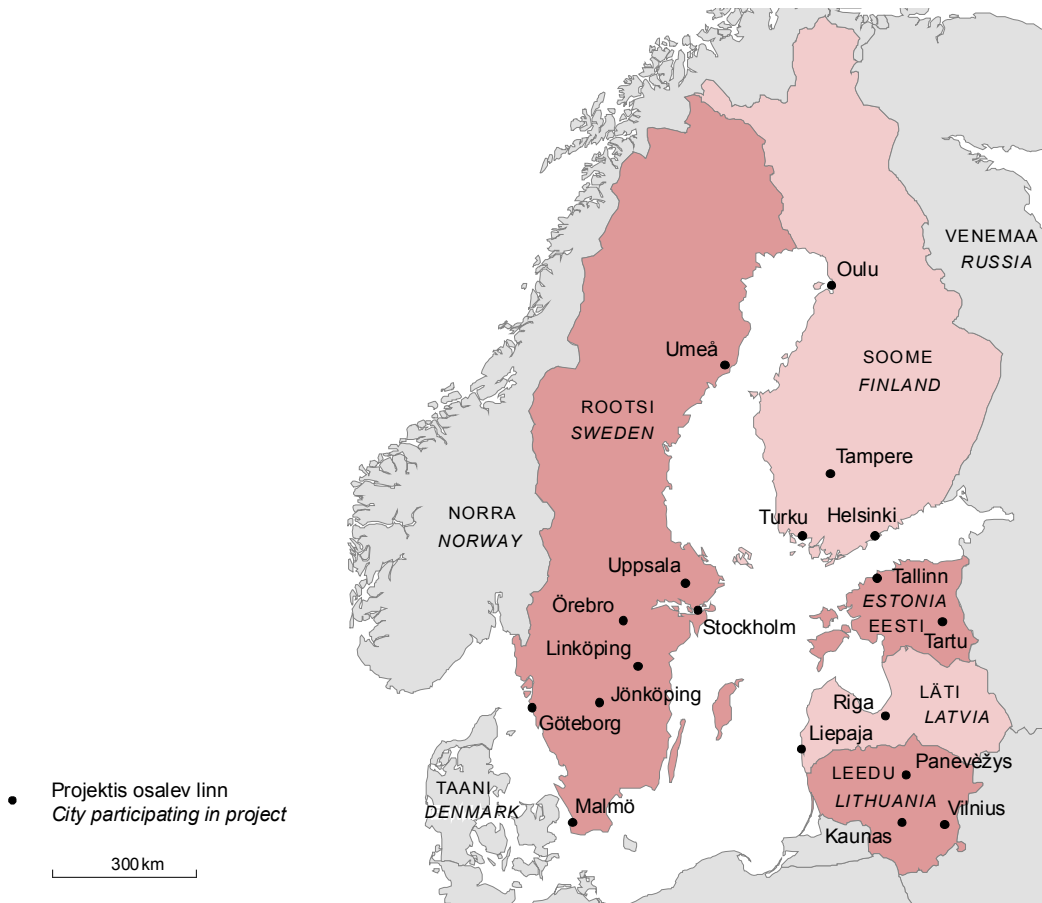 VENEMAA
RUSSIA
Oulu
Umeå
SOOME
FINLAND
ROOTSI
SWEDEN
Tampere
NORRA
NORWAY
Turku
Helsinki
Uppsala
Tallinn
Örebro
ESTONIA
EESTI
Stockholm
Tartu
Linköping
Jönköping
Göteborg
LÄTI
LATVIA
Riga
Liepaja
TAANI
DENMARK
Malmö
LEEDU
Panevèžys
LITHUANIA
Vilnius
Kaunas
Projektis osalev linn
City participating in project
300 km